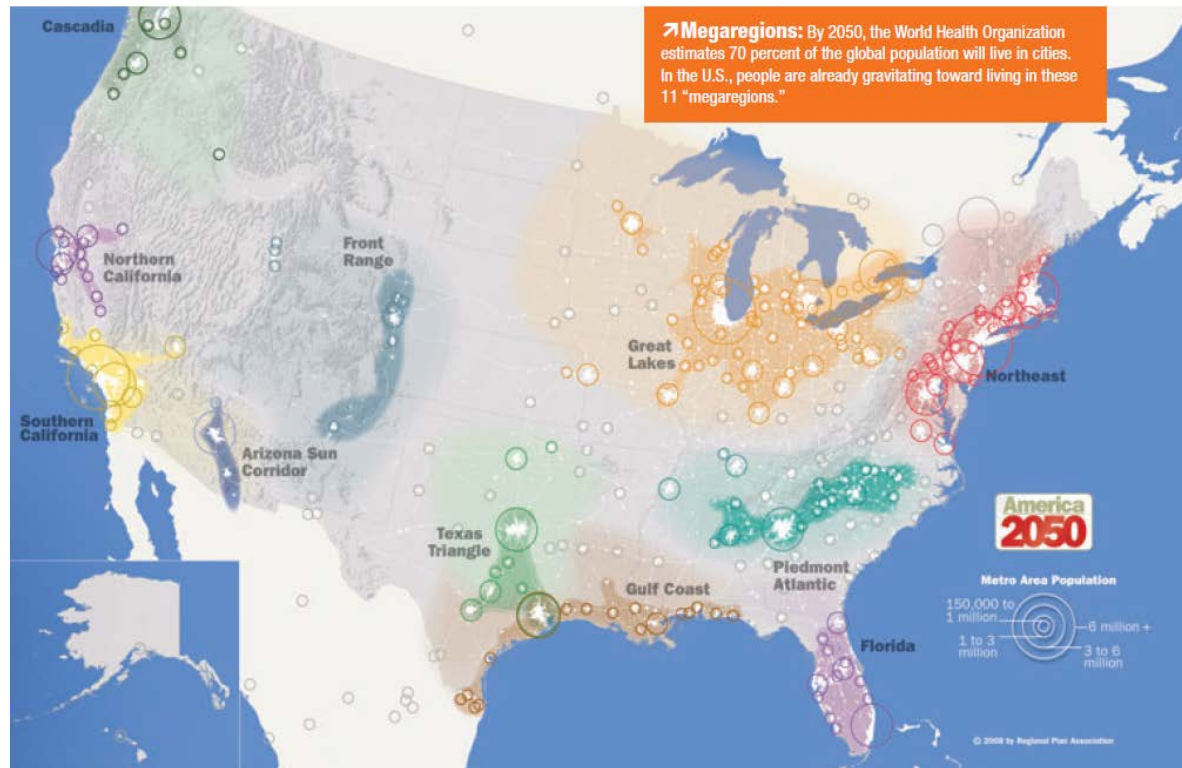 Cascadia
↗Megaregions: By 2050, the World Health Organization
estimates 70 percent of the global population will live in cities.
In the U.S., people are already gravitating toward living in these
11 “megaregions.”
Northern
California
Front
Range
Great
Lakes
Northeast
Southern
California
Arizona Sun
Corridor
Texas
Triangle
Gulf Coast
Piedmont
Atlantic
Florida
America
2050
Metro Area Population
150,000 to
1 million
1 to 3
million
6 million +
3 to 6
million
© 2008 by Regional Plan Association